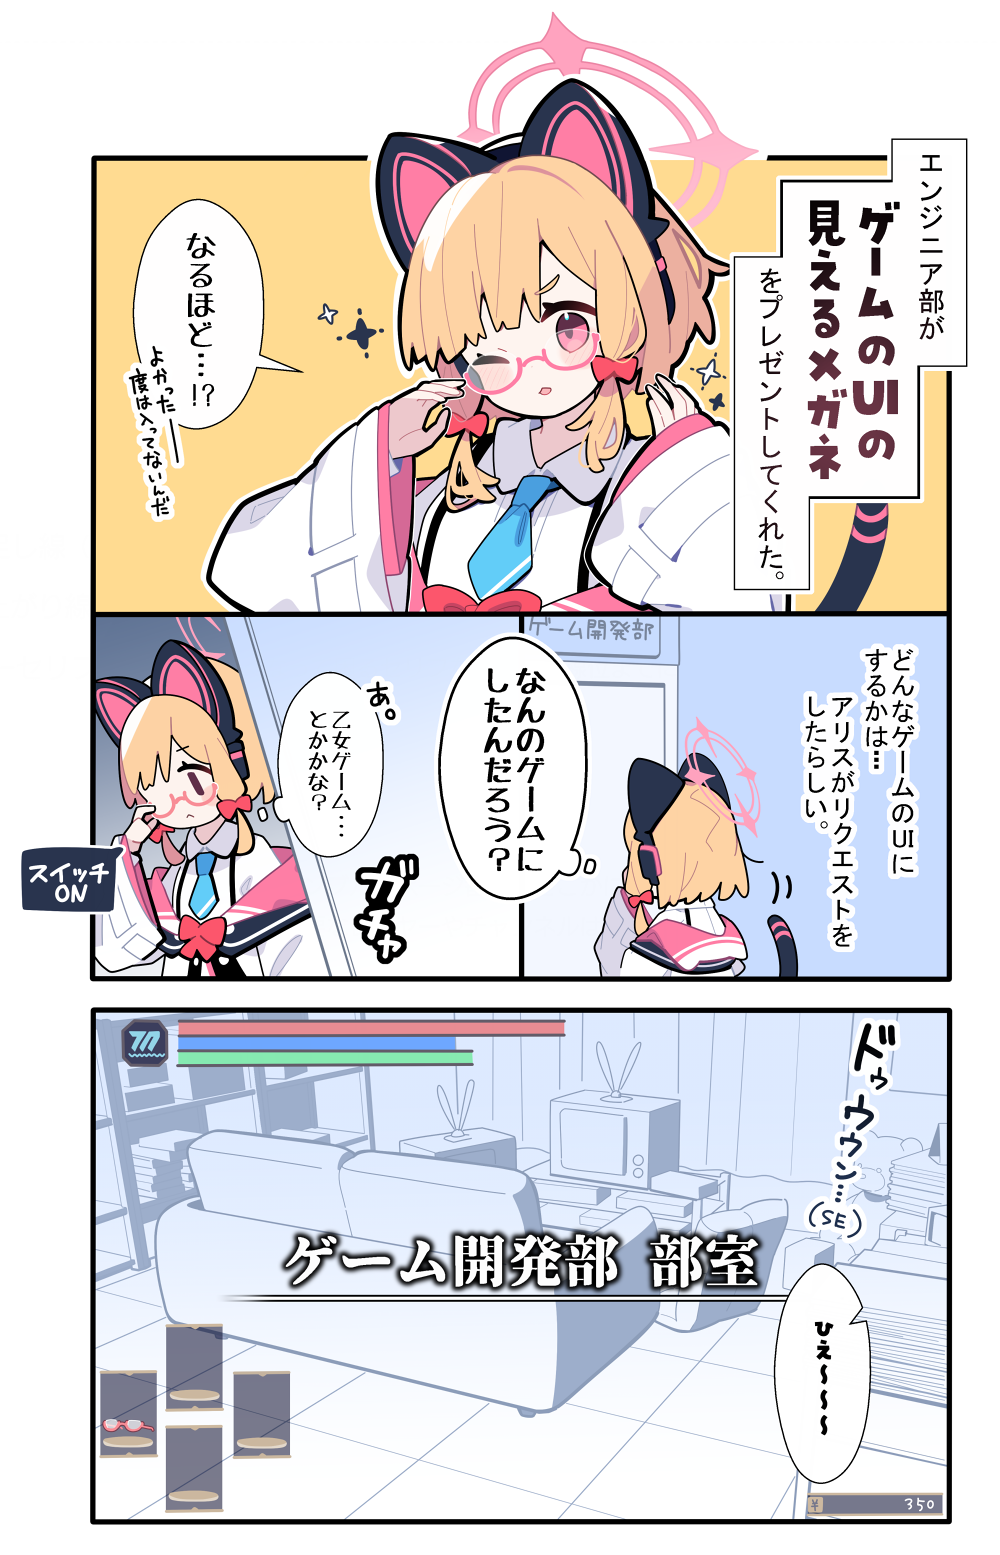 エンジニア部が
ゲームのUIの
見えるメガネ
をプレゼントしてくれた。
なるほど…!?
よかった――
度は入ってないんだ
どんなゲームのUIに
するかは…
アリスがリクエストを
したらしい。
ゲーム開発部
なんのゲームに
したんだろう?
あ。
乙女ゲーム…
とかかな?
スイッチ
ON
ガチャ
ドゥウウン…
(SE)
ゲーム開発部 部室
ひえ〜〜〜〜
¥ 350